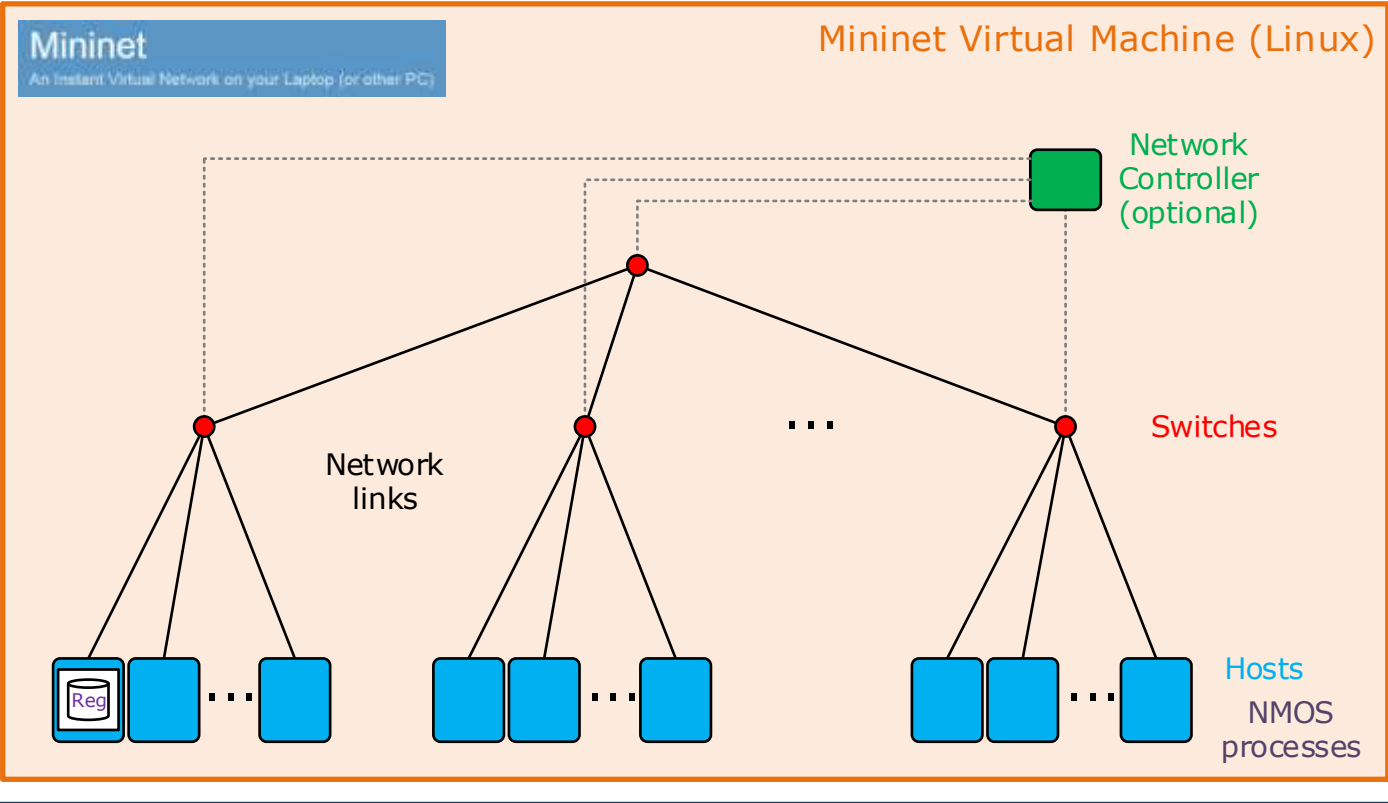 Mininet
An Instant Virtual Network on your Laptop (or other PC)
Mininet Virtual Machine (Linux)
Network
Controller
(optional)
...
Switches
Network
links
Reg
...
...
...
Hosts
NMOS
processes